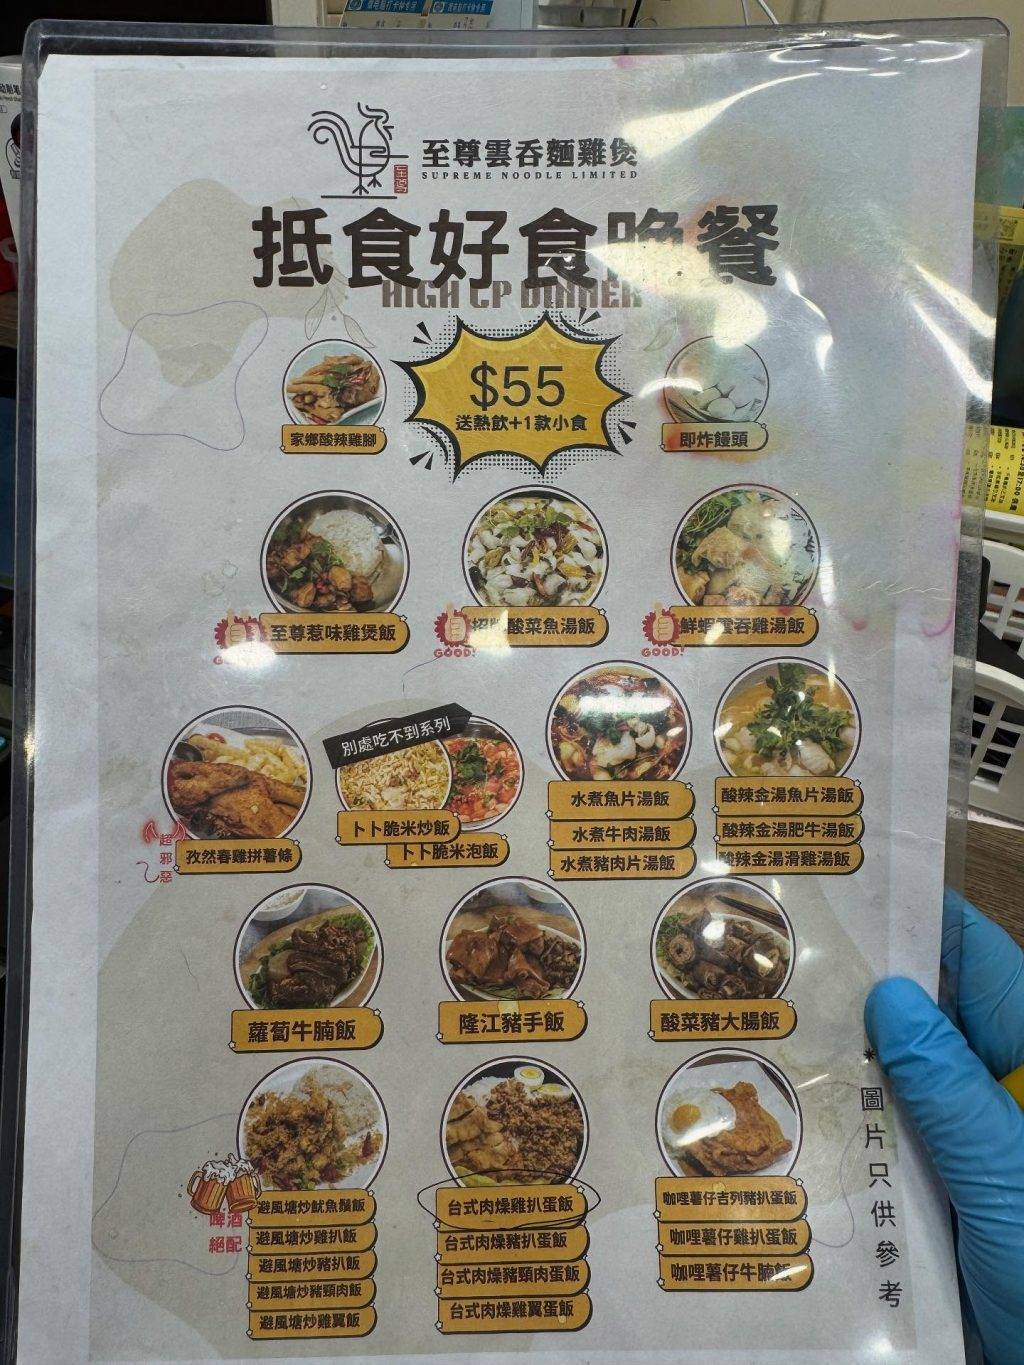 至尊雲吞麵雞煲
SUPREME NOODLE LIMITED
至尊
抵食好食晚餐
HIGH CP DINNER
$55
送熱飲+1款小食
家鄉酸辣雞腳
即炸饅頭
至尊惹味雞煲飯
招牌酸菜魚湯飯
GOOD!
鮮蝦雲吞雞湯飯
GOOD!
別處吃不到系列
超邪惡
孜然春雞拼薯條
卜卜脆米炒飯
卜卜脆米泡飯
水煮魚片湯飯
水煮牛肉湯飯
水煮豬肉片湯飯
酸辣金湯魚片湯飯
酸辣金湯肥牛湯飯
酸辣金湯滑雞湯飯
蘿蔔牛腩飯
隆江豬手飯
酸菜豬大腸飯
啤酒
絕配
避風塘炒魷魚鬚飯
避風塘炒雞扒飯
避風塘炒豬扒飯
避風塘炒豬頸肉飯
避風塘炒雞翼飯
台式肉燥雞扒蛋飯
台式肉燥豬扒蛋飯
台式肉燥豬頸肉蛋飯
台式肉燥雞翼蛋飯
咖哩薯仔吉列豬扒蛋飯
咖哩薯仔雞扒蛋飯
咖哩薯仔牛腩飯
*圖片只供參考